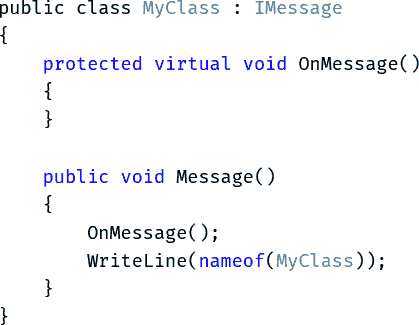 public class MyClass : IMessage
{
    protected virtual void OnMessage()
    {
    }

    public void Message()
    {
        OnMessage();
        WriteLine(nameof(MyClass));
    }
}